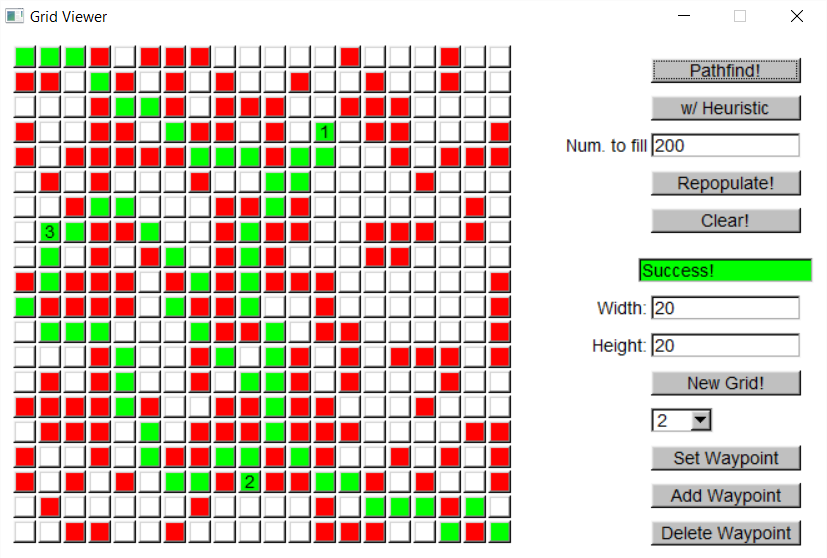 Grid Viewer
Pathfind!
w/ Heuristic
1
Num. to fill 200
Repopulate!
Clear!
3
Success!
Width: 20
Height: 20
New Grid!
2
Set Waypoint
2
Add Waypoint
Delete Waypoint